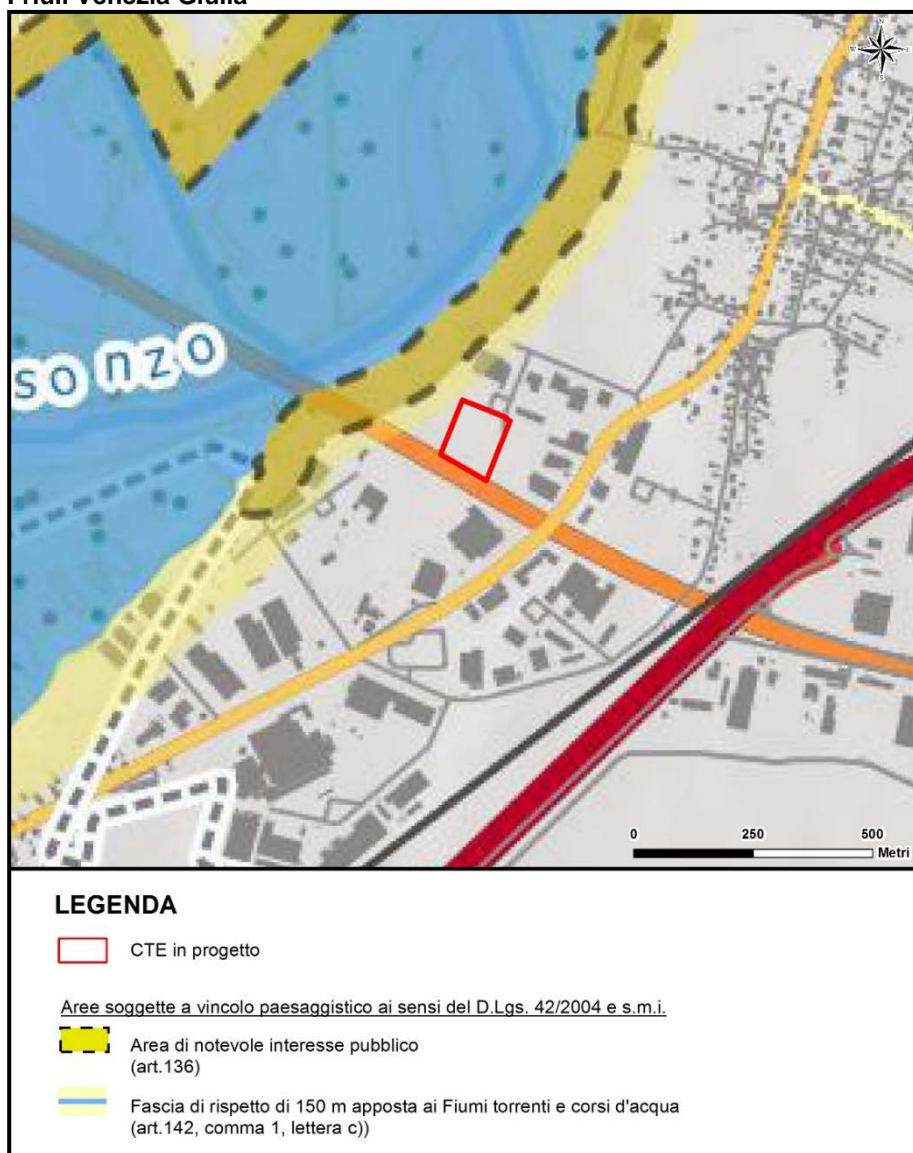 Friuli Venezia Giulia
sonzo
0 250 500
Metri
LEGENDA
CTE in progetto
Aree soggette a vincolo paesaggistico ai sensi del D.Lgs. 42/2004 e s.m.i.
Area di notevole interesse pubblico
(art.136)
Fascia di rispetto di 150 m apposta ai Fiumi torrenti e corsi d'acqua
(art.142, comma 1, lettera c))